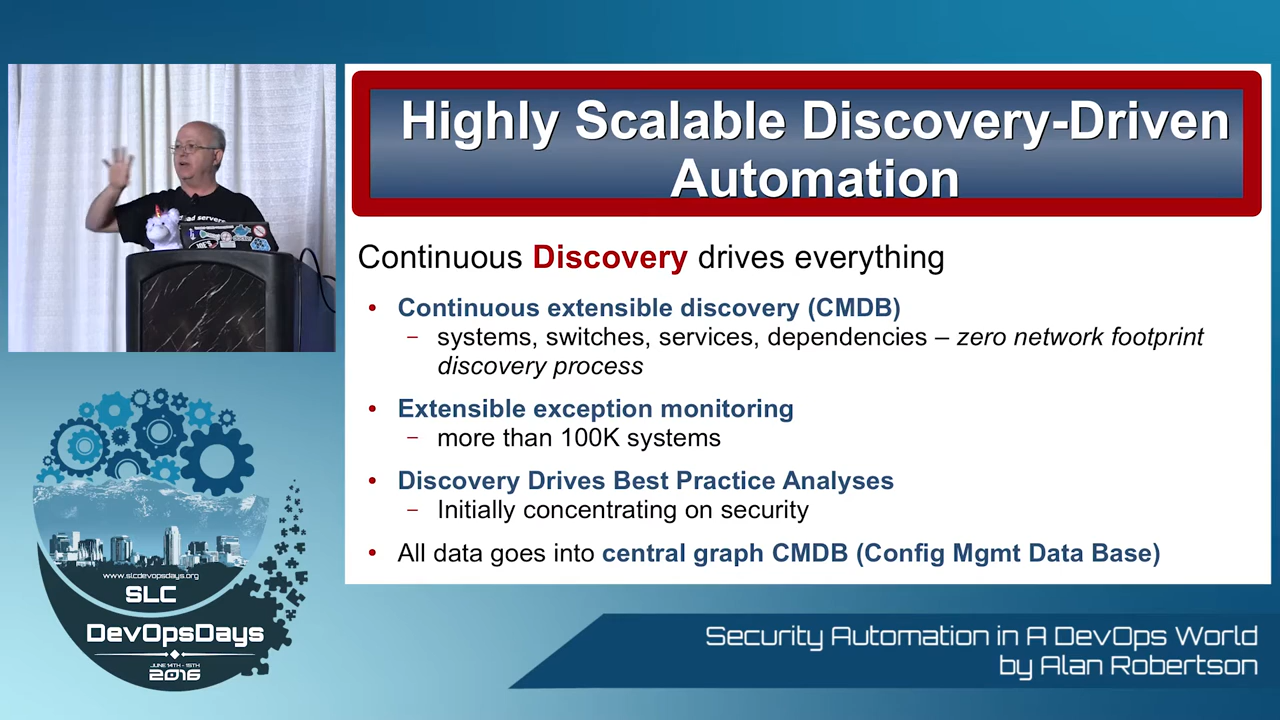 Highly Scalable Discovery-Driven
Automation
Continuous Discovery drives everything
• Continuous extensible discovery (CMDB)
– systems, switches, services, dependencies – zero network footprint
discovery process
• Extensible exception monitoring
– more than 100K systems
• Discovery Drives Best Practice Analyses
– Initially concentrating on security
• All data goes into central graph CMDB (Config Mgmt Data Base)
servers
docker
www.slcdevopsdays.org
SLC
DevOpsDays
JUNE 14TH - 15TH
2016
Security Automation in A DevOps World
by Alan Robertson